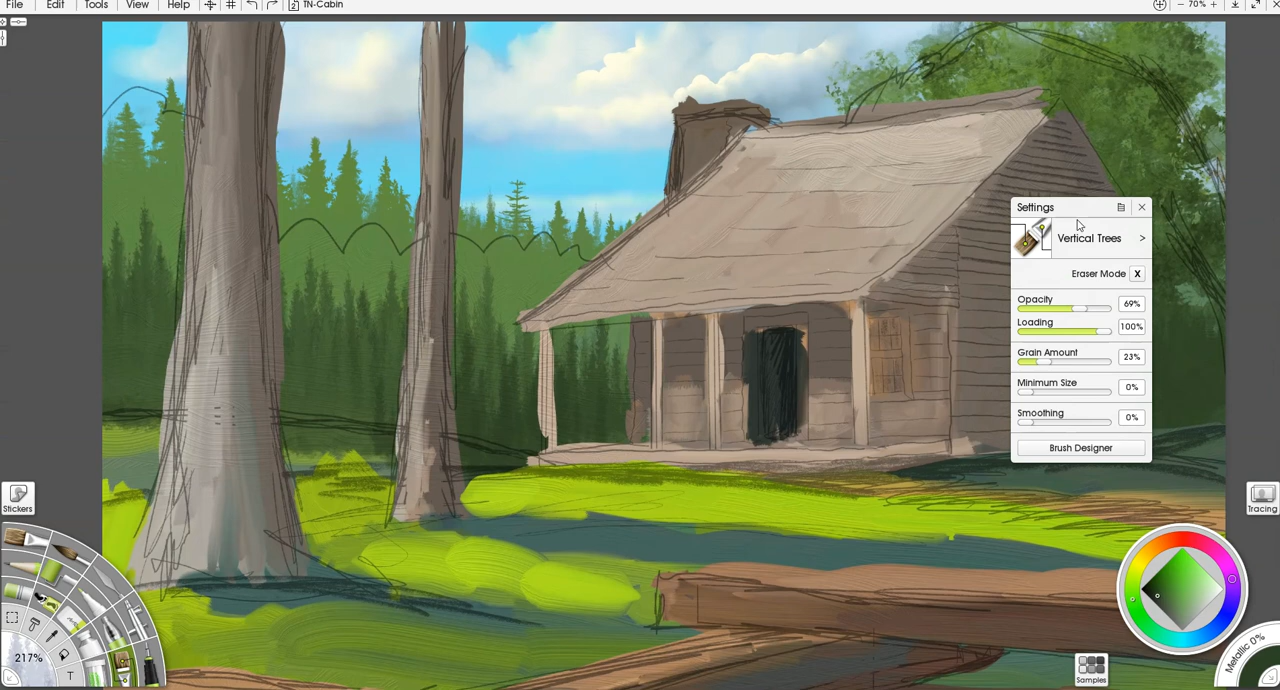 File Edit Tools View Help TN-Cabin 70%
Settings
Vertical Trees >
Eraser Mode X
Opacity 69%
Loading 100%
Grain Amount 23%
Minimum Size 0%
Smoothing 0%
Brush Designer
Stickers
Tracing
217%
T
Metallic 0%
Samples